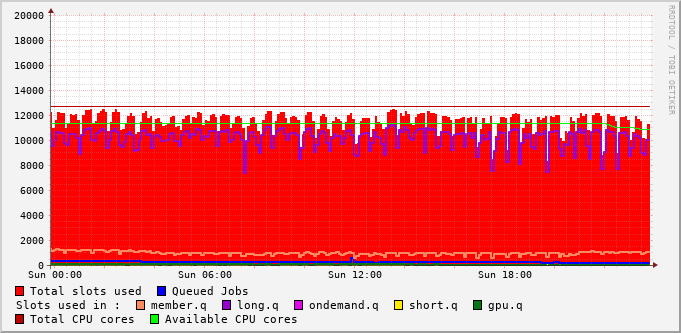 20000
18000
16000
14000
12000
10000
8000
6000
4000
2000
0
Sun 00:00 Sun 06:00 Sun 12:00 Sun 18:00
RRDTOOL / TOBI OETIKER
Total slots used Queued Jobs
Slots used in : member.q long.q ondemand.q short.q gpu.q
Total CPU cores Available CPU cores